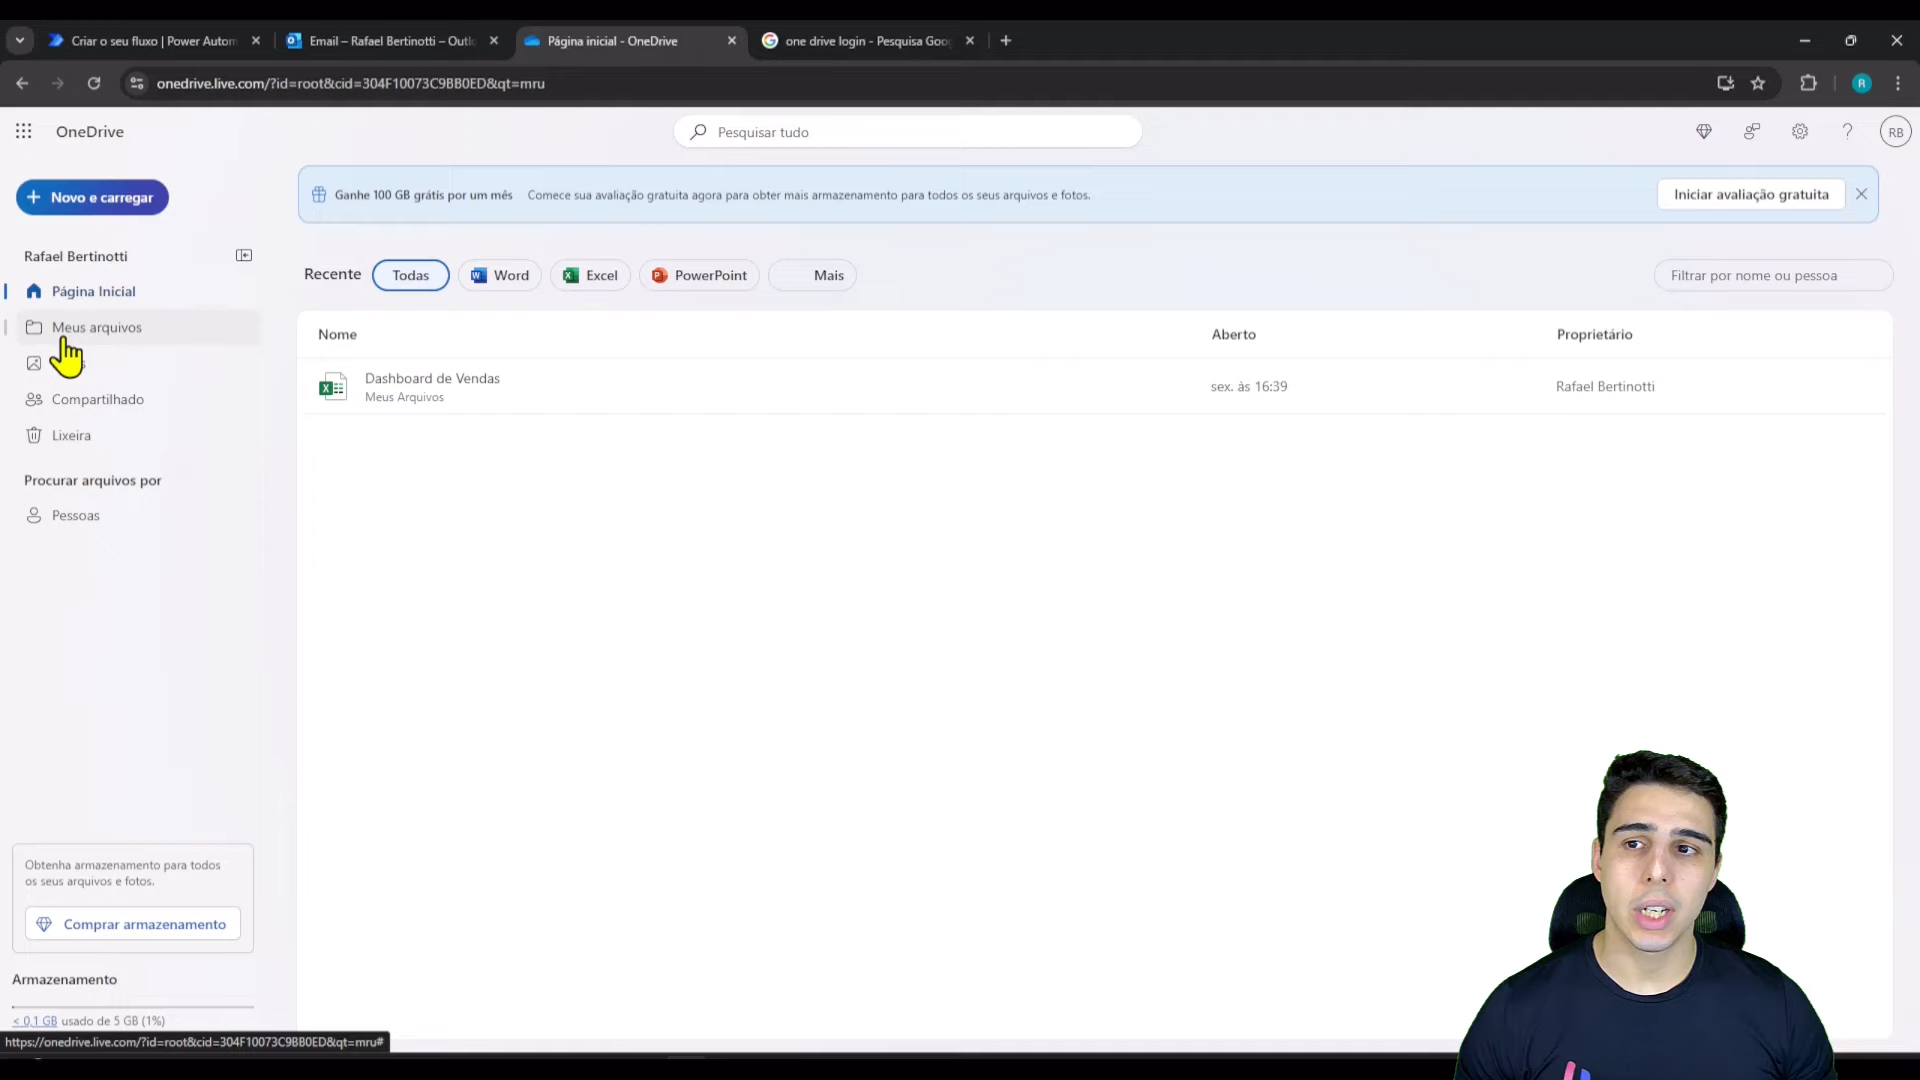 Criar o seu fluxo | Power Autom
Email – Rafael Bertinotti – Outlo
Página inicial - OneDrive
one drive login - Pesquisa Goog
onedrive.live.com/?id=root&cid=304F10073C9BB0ED&qt=mru
R
OneDrive
Pesquisar tudo
RB
Novo e carregar
Ganhe 100 GB grátis por um mês Comece sua avaliação gratuita agora para obter mais armazenamento para todos os seus arquivos e fotos.
Iniciar avaliação gratuita
Rafael Bertinotti
Página Inicial
Meus arquivos
Compartilhado
Lixeira
Procurar arquivos por
Pessoas
Recente
Todas
Word
Excel
PowerPoint
Mais
Filtrar por nome ou pessoa
Nome
Aberto
Proprietário
Dashboard de Vendas
Meus Arquivos
sex. às 16:39
Rafael Bertinotti
Obtenha armazenamento para todos
os seus arquivos e fotos.
Comprar armazenamento
Armazenamento
< 0,1 GB usado de 5 GB (1%)
https://onedrive.live.com/?id=root&cid=304F10073C9BB0ED&qt=mru#